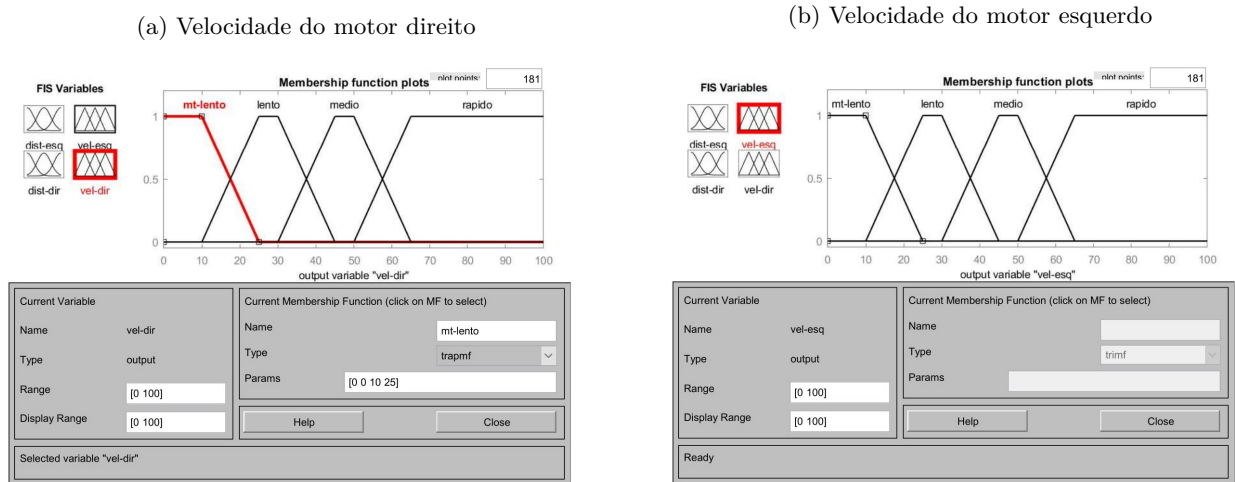 (a) Velocidade do motor direito
FIS Variables
dist-esq
vel-esq
dist-dir
vel-dir
Membership function plots
plot points:
181
mt-lento
lento
medio
rapido
1
0.5
0
0 10 20 30 40 50 60 70 80 90 100
output variable "vel-dir"
Current Variable
Name
vel-dir
Type
output
Range
[0 100]
Display Range
[0 100]
Current Membership Function (click on MF to select)
Name
mt-lento
Type
trapmf
Params
[0 0 10 25]
Help
Close
Selected variable "vel-dir"
(b) Velocidade do motor esquerdo
FIS Variables
dist-esq
vel-esq
dist-dir
vel-dir
Membership function plots
plot points:
181
mt-lento
lento
medio
rapido
1
0.5
0
0 10 20 30 40 50 60 70 80 90 100
output variable "vel-esq"
Current Variable
Name
vel-esq
Type
output
Range
[0 100]
Display Range
[0 100]
Current Membership Function (click on MF to select)
Name
Type
trimf
Params
Help
Close
Ready